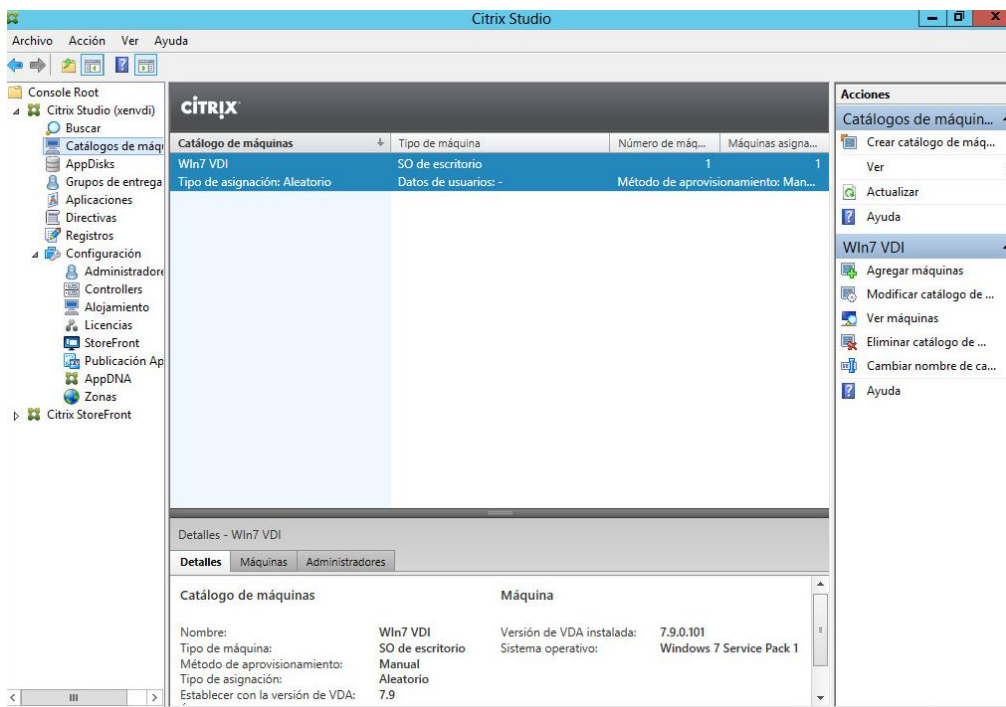 Citrix Studio
Archivo Acción Ver Ayuda
Console Root
Citrix Studio (xenvdi)
Buscar
Catálogos de máqu
AppDisks
Grupos de entrega
Aplicaciones
Directivas
Registros
Configuración
Administradore
Controllers
Alojamiento
Licencias
StoreFront
Publicación Ap
AppDNA
Zonas
Citrix StoreFront
CİTRIX
Catálogo de máquinas Tipo de máquina Número de máq... Máquinas asigna...
WIn7 VDI SO de escritorio 1 1
Tipo de asignación: Aleatorio Datos de usuarios: - Método de aprovisionamiento: Man...
Detalles - WIn7 VDI
Detalles Máquinas Administradores
Catálogo de máquinas Máquina
Nombre: WIn7 VDI Versión de VDA instalada: 7.9.0.101
Tipo de máquina: SO de escritorio Sistema operativo: Windows 7 Service Pack 1
Método de aprovisionamiento: Manual
Tipo de asignación: Aleatorio
Establecer con la versión de VDA: 7.9
Acciones
Catálogos de máquin...
Crear catálogo de máq...
Ver
Actualizar
Ayuda
WIn7 VDI
Agregar máquinas
Modificar catálogo de ...
Ver máquinas
Eliminar catálogo de ...
Cambiar nombre de ca...
Ayuda